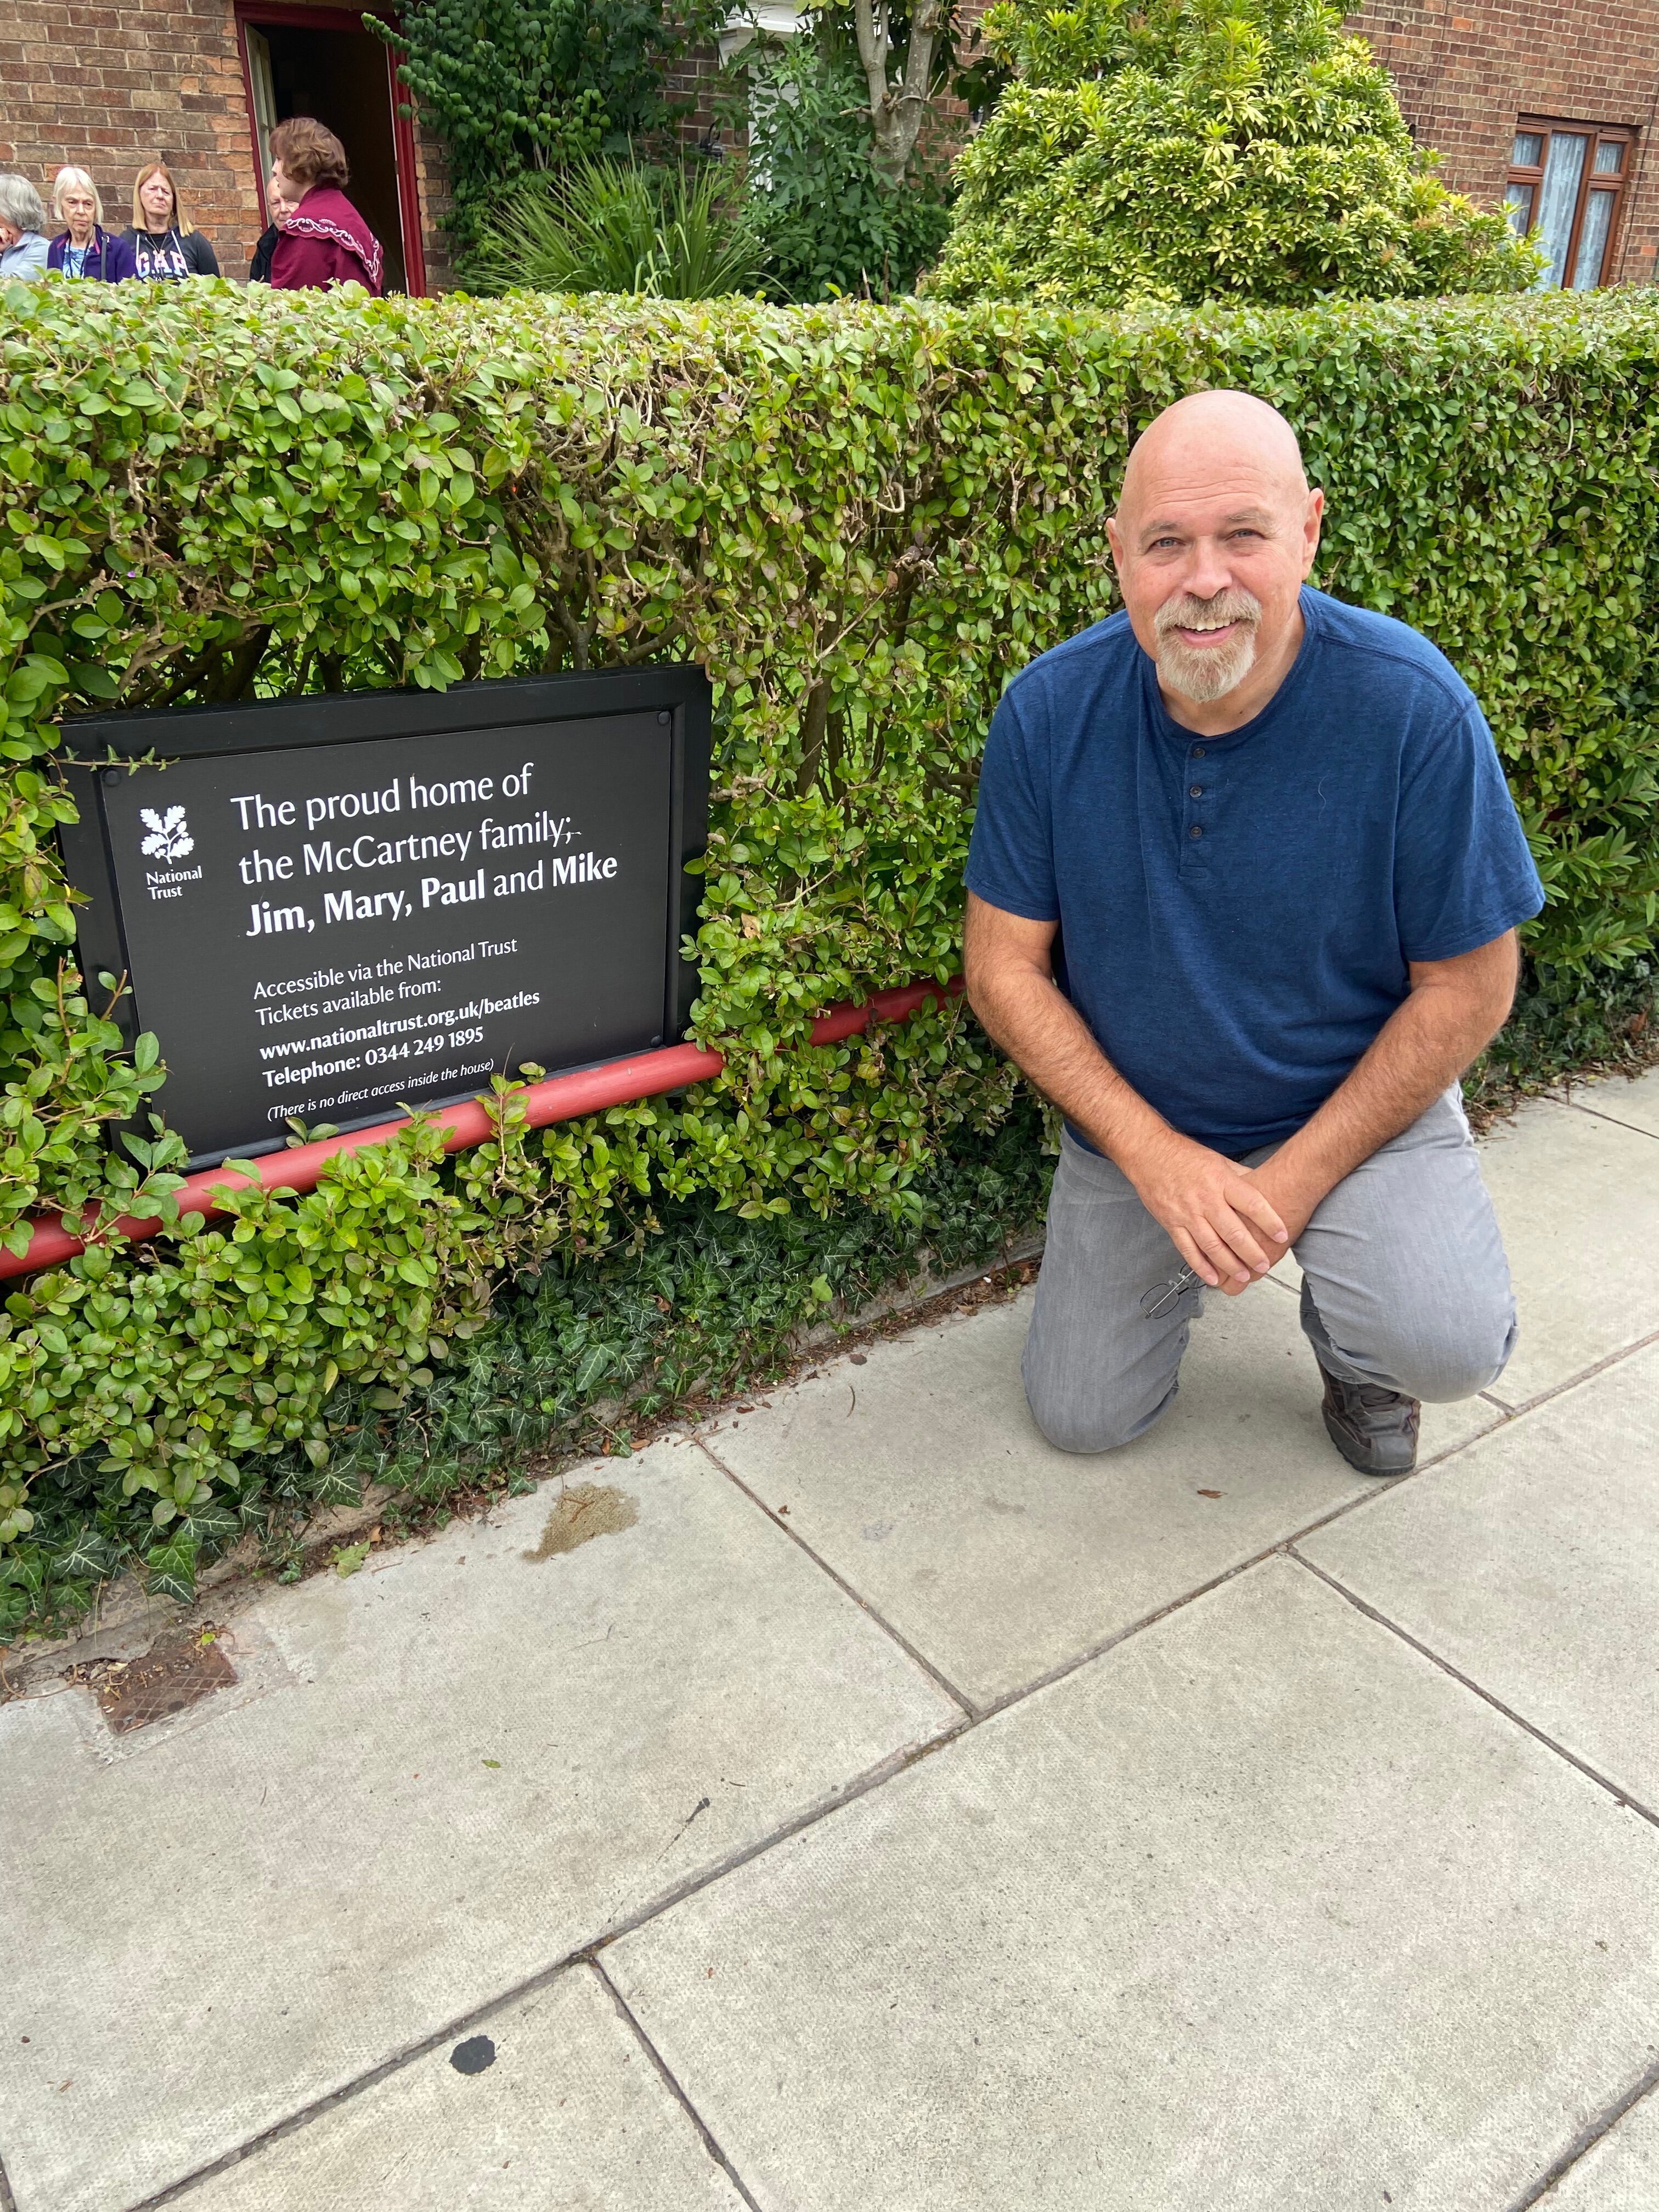 GAP
National
Trust
The proud home of
the McCartney family;
Jim, Mary, Paul and Mike
Accessible via the National Trust
Tickets available from:
www.nationaltrust.org.uk/beatles
Telephone: 0344 249 1895
(There is no direct access inside the house)